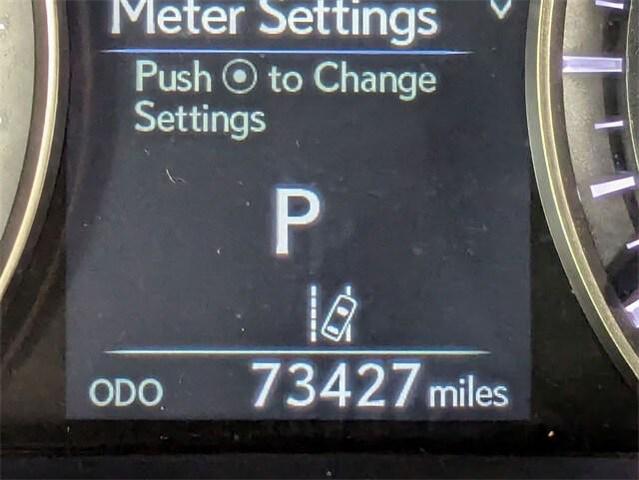 Meter Settings
Push to Change
Settings
P
ODO 73427 miles